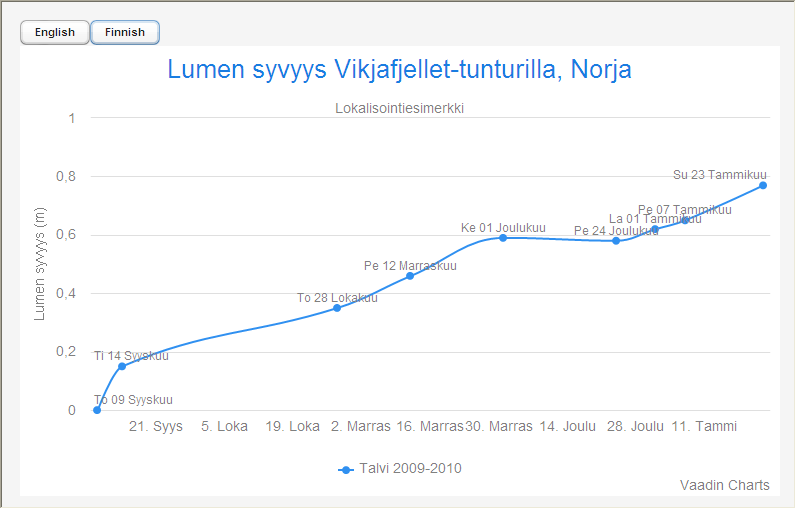 English Finnish
Lumen syvyys Vikjafjellet-tunturilla, Norja
Lokalisointiesimerkki
Lumen syvyys (m)
1
0,8
0,6
0,4
0,2
0
Su 23 Tammikuu
Pe 07 Tammikuu
La 01 Tammikuu
Pe 24 Joulukuu
Ke 01 Joulukuu
Pe 12 Marraskuu
To 28 Lokakuu
Ti 14 Syyskuu
To 09 Syyskuu
21. Syys 5. Loka 19. Loka 2. Marras 16. Marras 30. Marras 14. Joulu 28. Joulu 11. Tammi
Talvi 2009-2010
Vaadin Charts